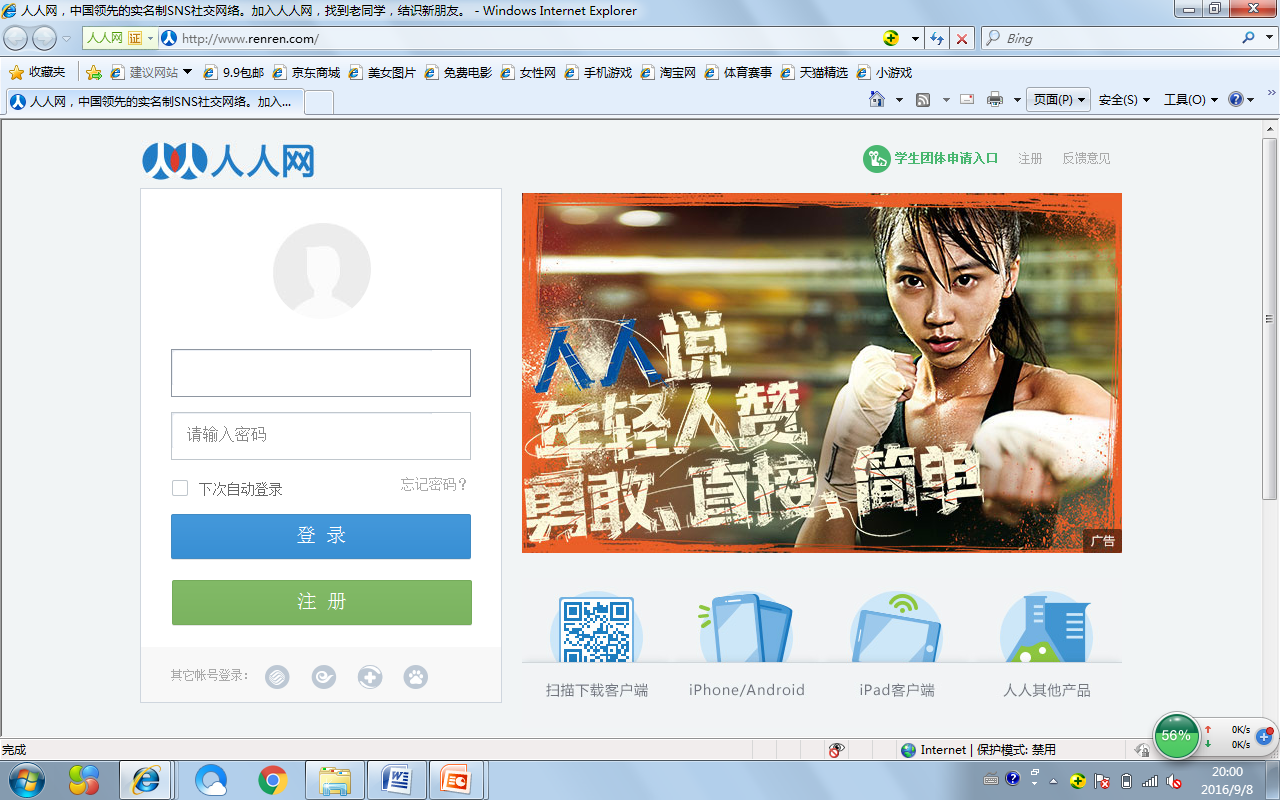 人人网，中国领先的实名制SNS社交网络。加入人人网，找到老同学，结识新朋友。 - Windows Internet Explorer
人人网 证 http://www.renren.com/ Bing
收藏夹 建议网站 9.9包邮 京东商城 美女图片 免费电影 女性网 手机游戏 淘宝网 体育赛事 天猫精选 小游戏
人人网，中国领先的实名制SNS社交网络。加入... 页面(P) 安全(S) 工具(O) »
人人网
学生团体申请入口 注册 反馈意见
请输入密码
下次自动登录 忘记密码？
登 录
注 册
其它帐号登录：
人人说
年轻人赞
勇敢、直接、简单
广告
扫描下载客户端 iPhone/Android iPad客户端 人人其他产品
56% 0K/s
0K/s
完成 Internet | 保护模式: 禁用
20:00
2016/9/8